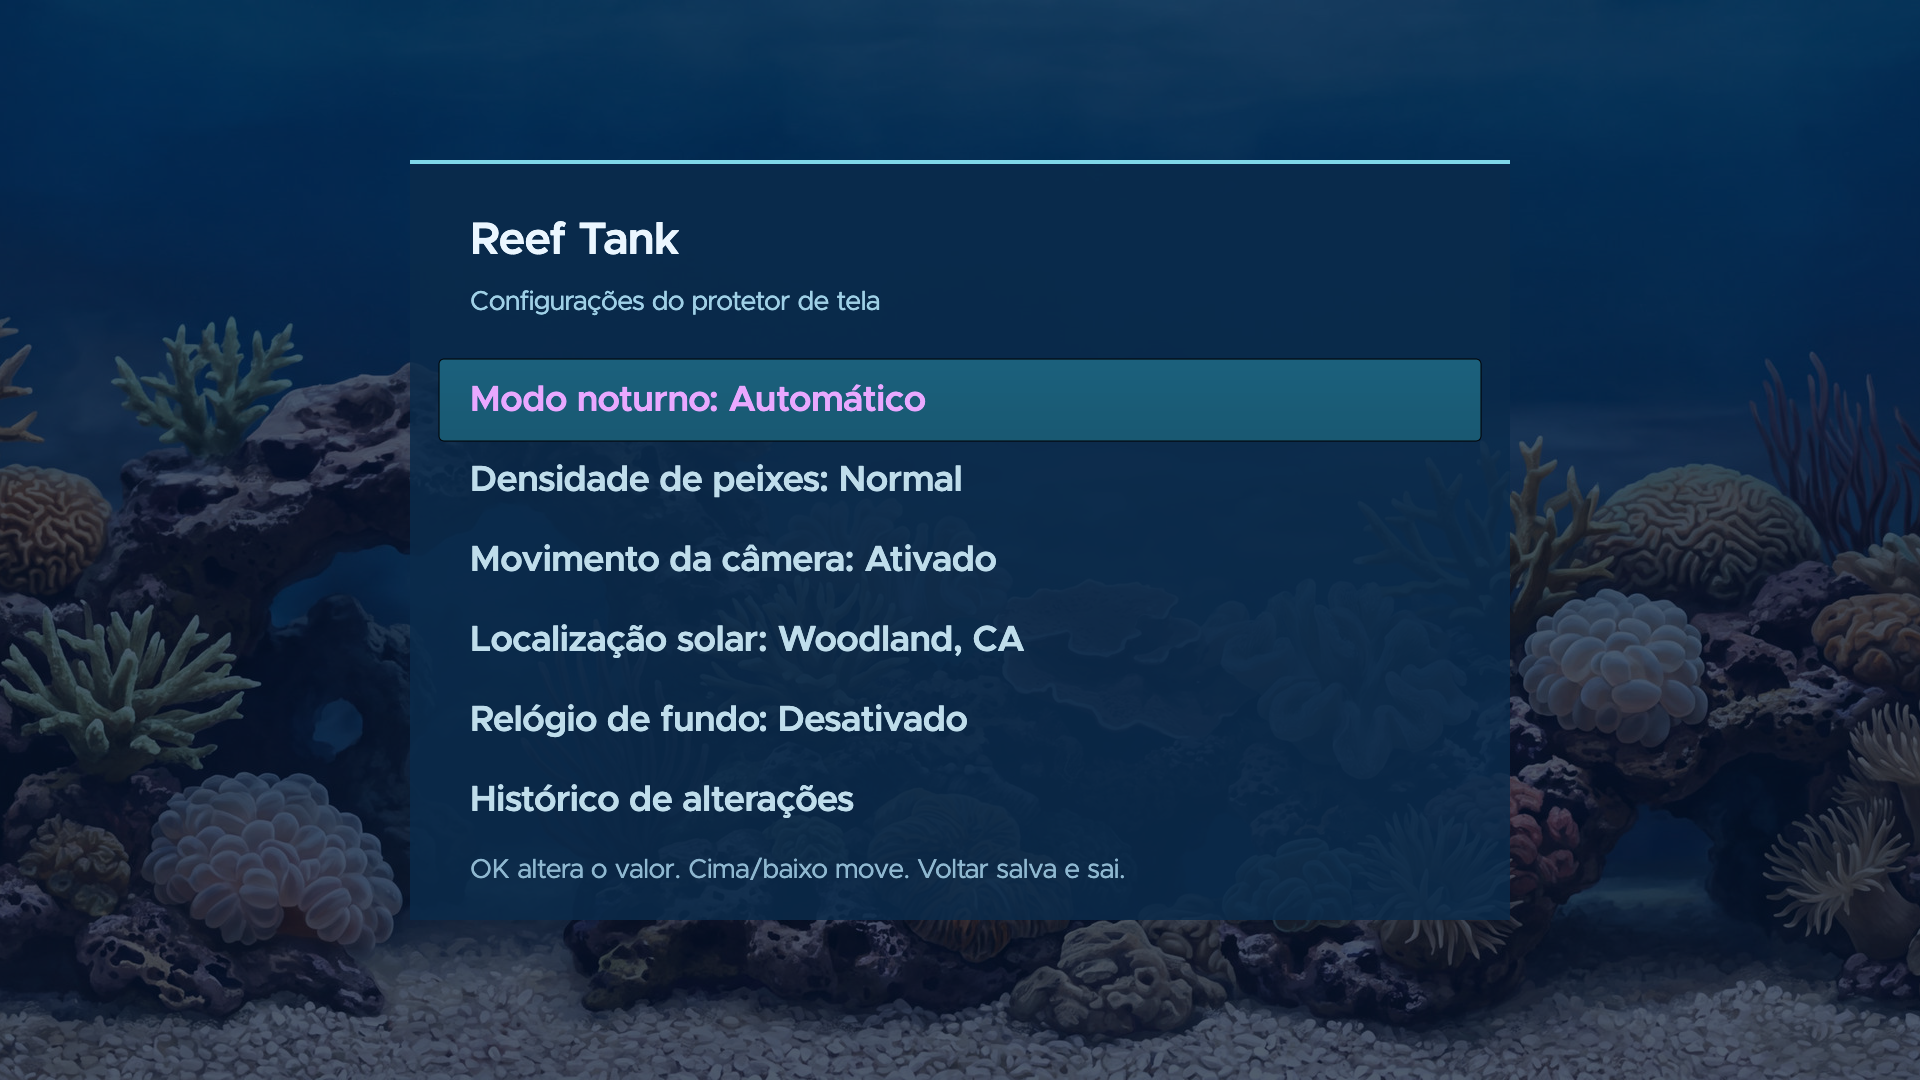 Reef Tank
Configurações do protetor de tela
Modo noturno: Automático
Densidade de peixes: Normal
Movimento da câmera: Ativado
Localização solar: Woodland, CA
Relógio de fundo: Desativado
Histórico de alterações
OK altera o valor. Cima/baixo move. Voltar salva e sai.